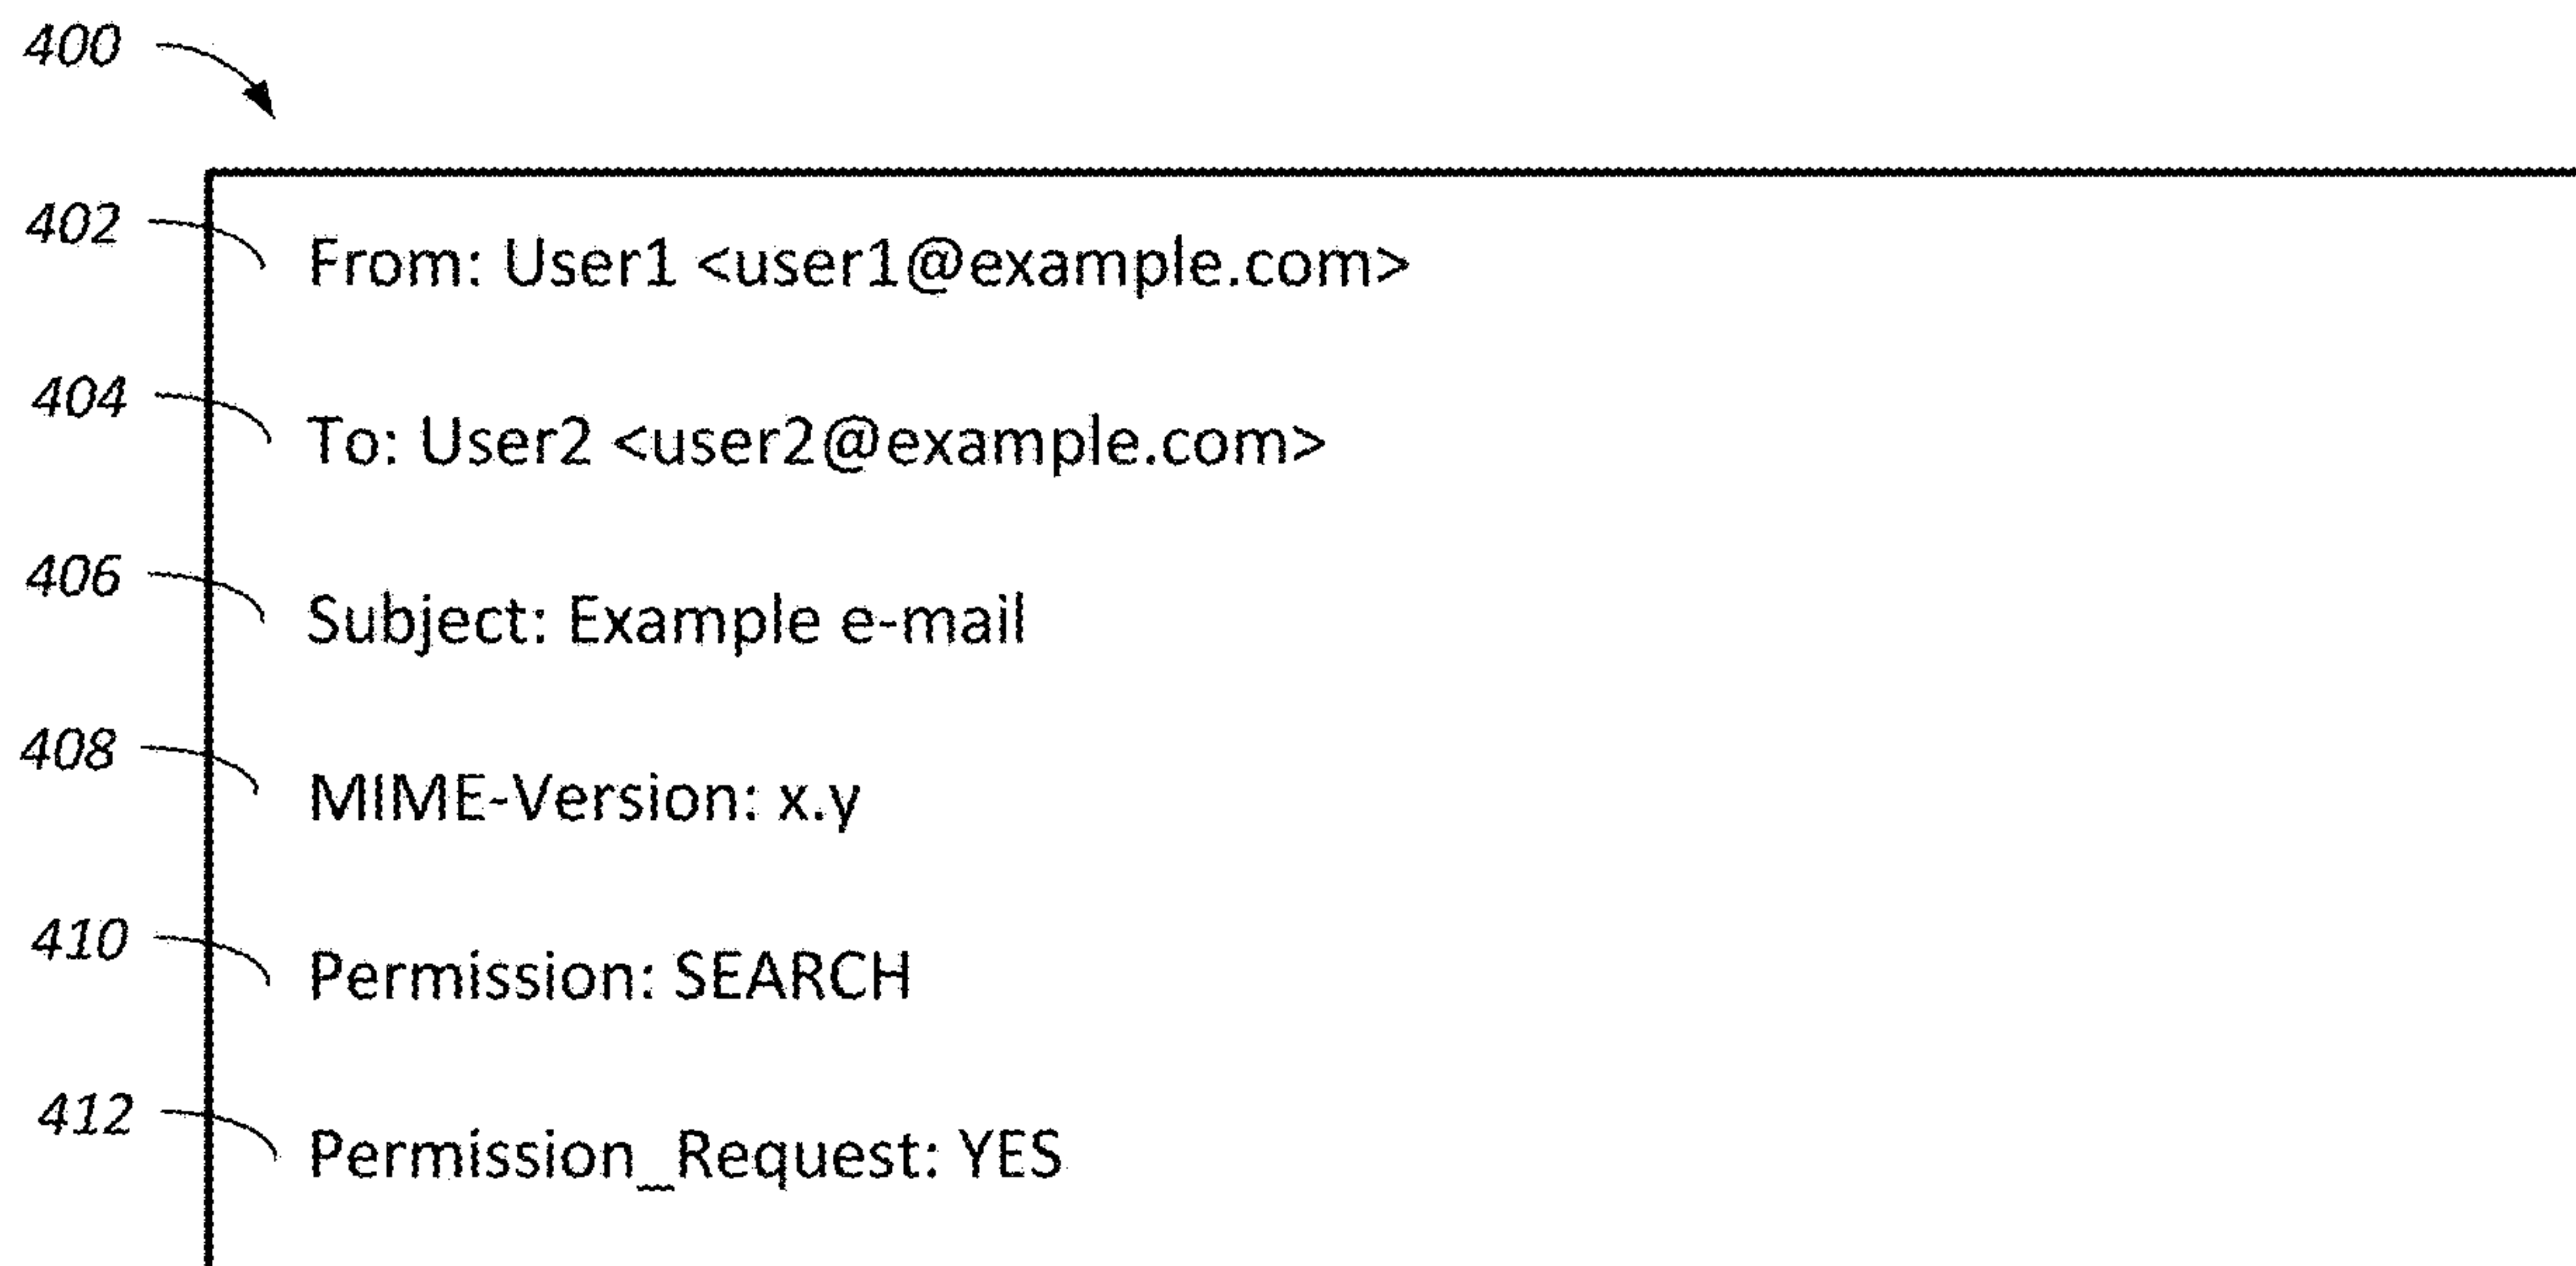 400
402 From: User1 <user1@example.com>
404 To: User2 <user2@example.com>
406 Subject: Example e-mail
408 MIME-Version: x.y
410 Permission: SEARCH
412 Permission_Request: YES